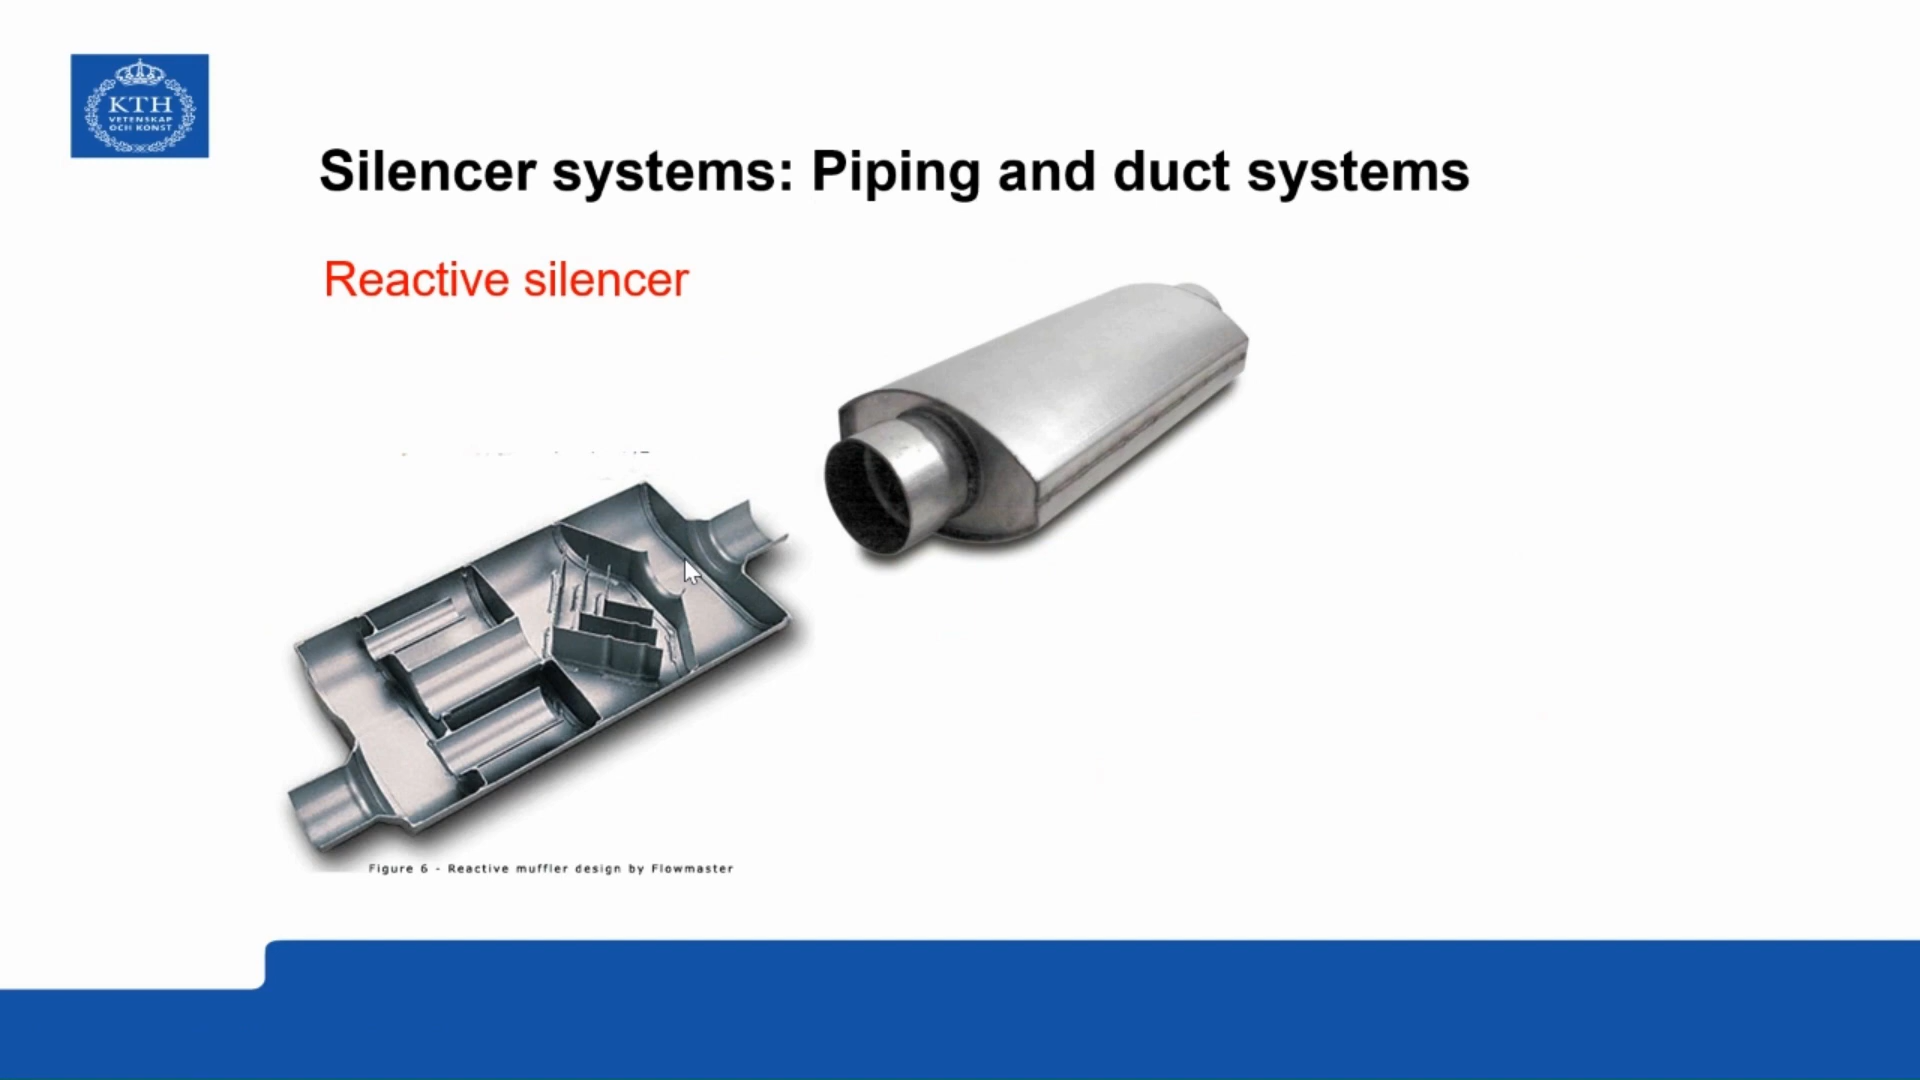 KTH
VETENSKAP
OCH KONST
Silencer systems: Piping and duct systems
Reactive silencer
Figure 6 - Reactive muffler design by Flowmaster